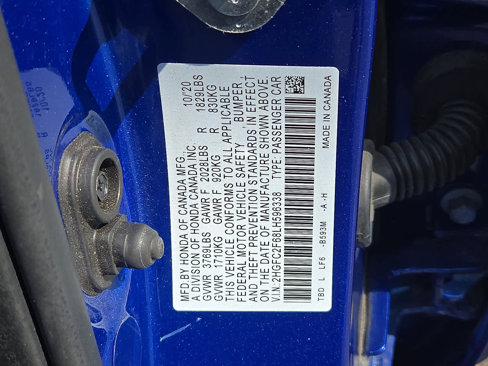 MFD.BY HONDA OF CANADA MFG. 10/20
A DIVISION OF HONDA CANADA INC
GVWR 3769LBS GAWR F 2028LBS R 1829LBS
GVWR 1710KG GAWR F 920KG R 830KG
THIS VEHICLE CONFORMS TO ALL APPLICABLE
FEDERAL MOTOR VEHICLE SAFETY, BUMPER,
AND THEFT PREVENTION STANDARDS IN EFFECT
ON THE DATE OF MANUFACTURE SHOWN ABOVE.
V.I.N.:2HGFC2F68LH596338 TYPE:PASSENGER CAR
TBD L LF6 -B593M -A -H MADE IN CANADA